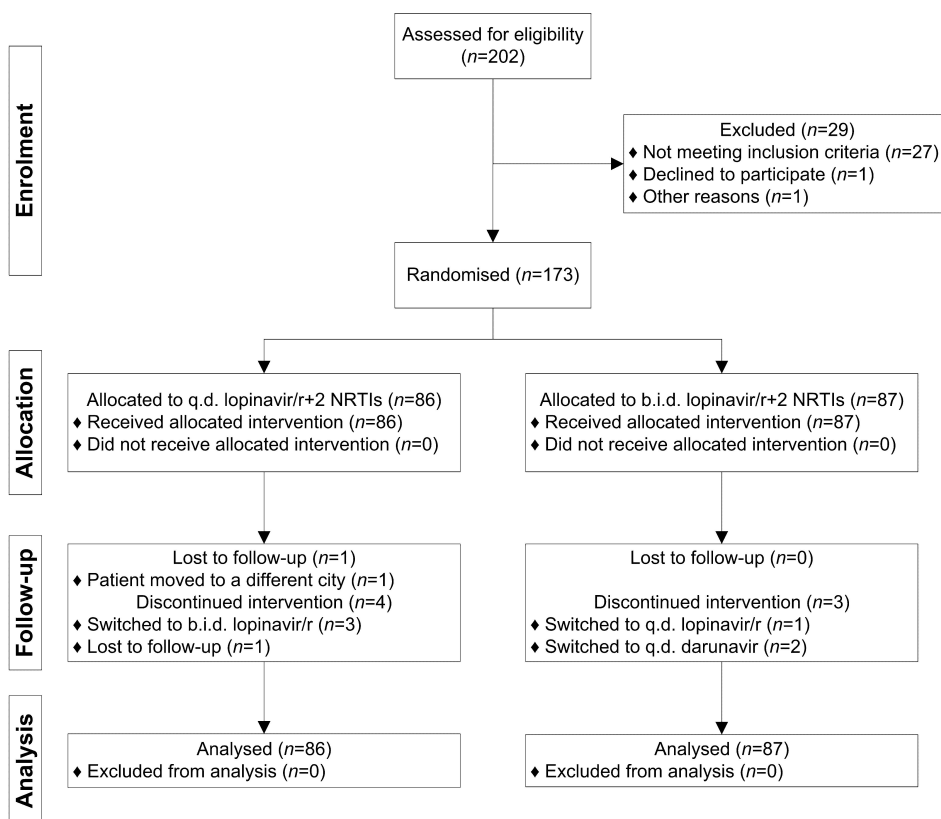 Assessed for eligibility
(n=202)
Enrolment
Excluded (n=29)
♦ Not meeting inclusion criteria (n=27)
♦ Declined to participate (n=1)
♦ Other reasons (n=1)
Randomised (n=173)
Allocation
Allocated to q.d. lopinavir/r+2 NRTIs (n=86)
♦ Received allocated intervention (n=86)
♦ Did not receive allocated intervention (n=0)
Allocated to b.i.d. lopinavir/r+2 NRTIs (n=87)
♦ Received allocated intervention (n=87)
♦ Did not receive allocated intervention (n=0)
Follow-up
Lost to follow-up (n=1)
♦ Patient moved to a different city (n=1)
Discontinued intervention (n=4)
♦ Switched to b.i.d. lopinavir/r (n=3)
♦ Lost to follow-up (n=1)
Lost to follow-up (n=0)
Discontinued intervention (n=3)
♦ Switched to q.d. lopinavir/r (n=1)
♦ Switched to q.d. darunavir (n=2)
Analysis
Analysed (n=86)
♦ Excluded from analysis (n=0)
Analysed (n=87)
♦ Excluded from analysis (n=0)